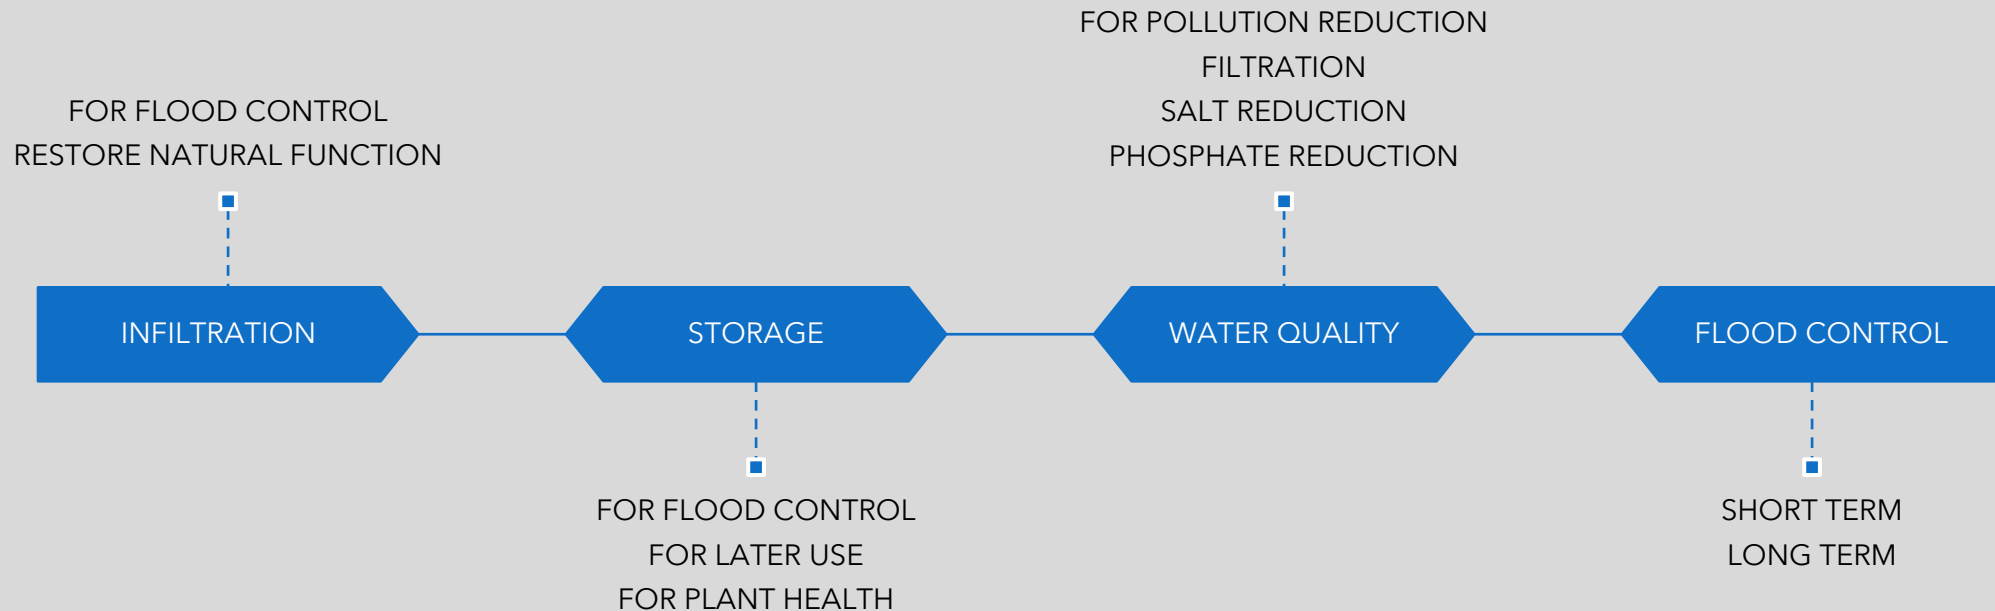 FOR FLOOD CONTROL
RESTORE NATURAL FUNCTION
INFILTRATION
STORAGE
FOR FLOOD CONTROL
FOR LATER USE
FOR PLANT HEALTH
FOR POLLUTION REDUCTION
FILTRATION
SALT REDUCTION
PHOSPHATE REDUCTION
WATER QUALITY
FLOOD CONTROL
SHORT TERM
LONG TERM